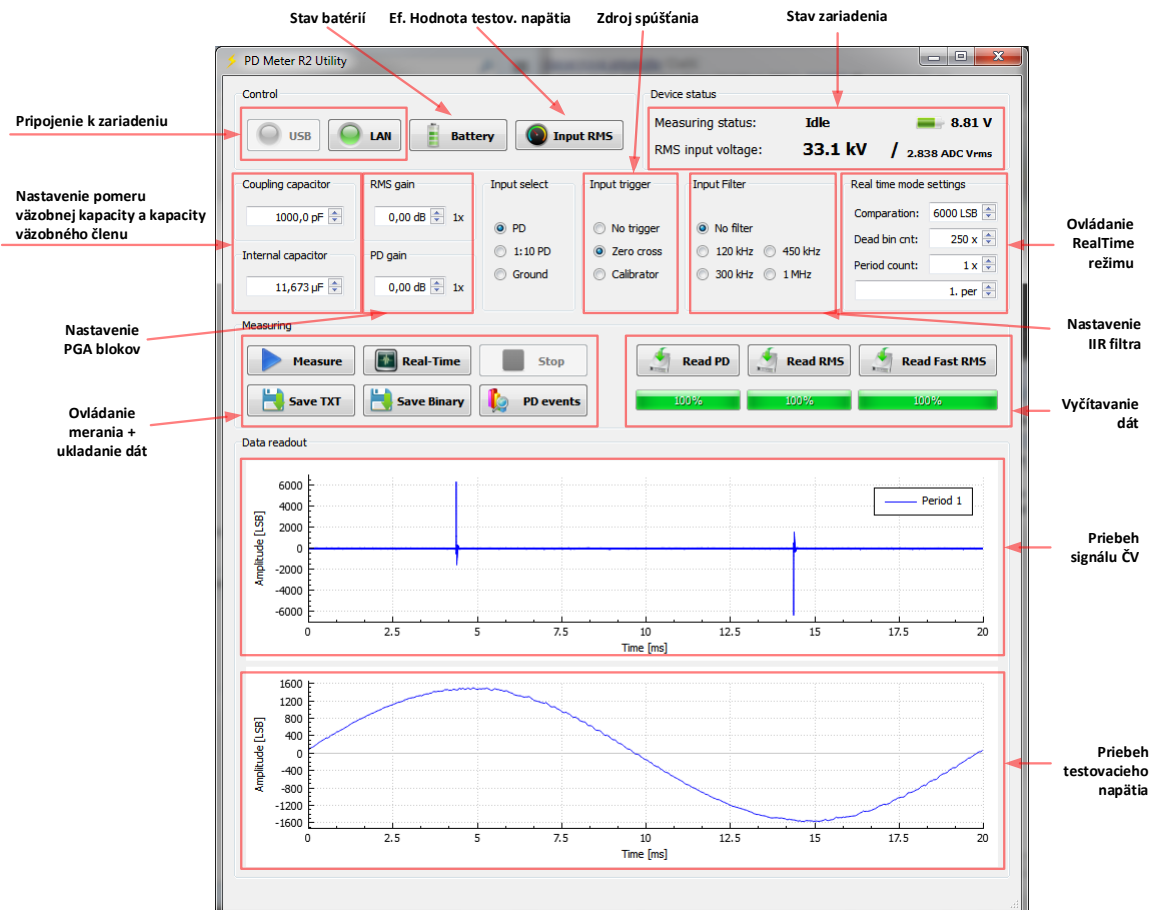 Stav batérií
Ef. Hodnota testov. napätia
Zdroj spúšťania
Stav zariadenia
PD Meter R2 Utility
Control
Device status
Pripojenie k zariadeniu
USB
LAN
Battery
Input RMS
Measuring status:
Idle
8.81 V
RMS input voltage:
33.1 kV
/ 2.838 ADC Vrms
Nastavenie pomeru
väzobnej kapacity a kapacity
väzobného členu
Coupling capacitor
1000,0 pF
Internal capacitor
11,673 µF
RMS gain
0,00 dB
1x
PD gain
0,00 dB
1x
Input select
PD
1:10 PD
Ground
Input trigger
No trigger
Zero cross
Calibrator
Input Filter
No filter
120 kHz
450 kHz
300 kHz
1 MHz
Real time mode settings
Comparation:
6000 LSB
Dead bin cnt:
250 x
Period count:
1 x
1. per
Ovládanie
RealTime
režimu
Nastavenie
PGA blokov
Nastavenie
IIR filtra
Measuring
Measure
Real-Time
Stop
Save TXT
Save Binary
PD events
Read PD
Read RMS
Read Fast RMS
100%
100%
100%
Ovládanie
merania +
ukladanie dát
Vyčítavanie
dát
Data readout
6000
4000
2000
0
-2000
-4000
-6000
Amplitude [LSB]
Period 1
0
2.5
5
7.5
10
12.5
15
17.5
20
Time [ms]
Priebeh
signálu ČV
1600
1200
800
400
0
-400
-800
-1200
-1600
Amplitude [LSB]
0
2.5
5
7.5
10
12.5
15
17.5
20
Time [ms]
Priebeh
testovacieho
napätia